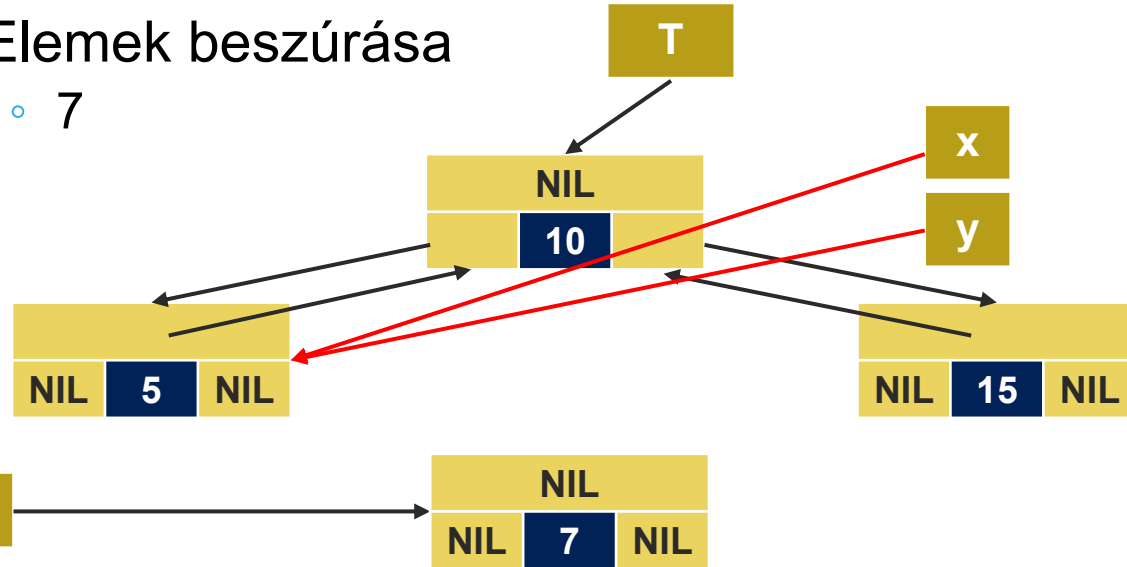 Elemek beszúrása
T
◦ 7
x
NIL
y
10
NIL 5 NIL
NIL 15 NIL
NIL
NIL 7 NIL